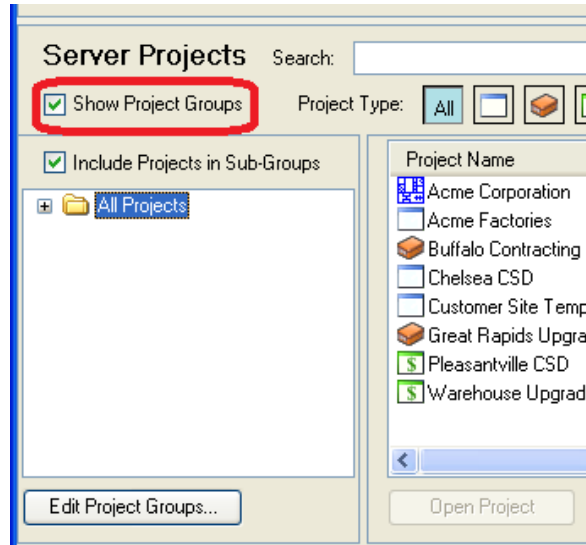 Server Projects Search:
Show Project Groups Project Type: All
Include Projects in Sub-Groups
All Projects
Edit Project Groups...
Project Name
Acme Corporation
Acme Factories
Buffalo Contracting
Chelsea CSD
Customer Site Temp
Great Rapids Upgra
Pleasantville CSD
Warehouse Upgrad
Open Project